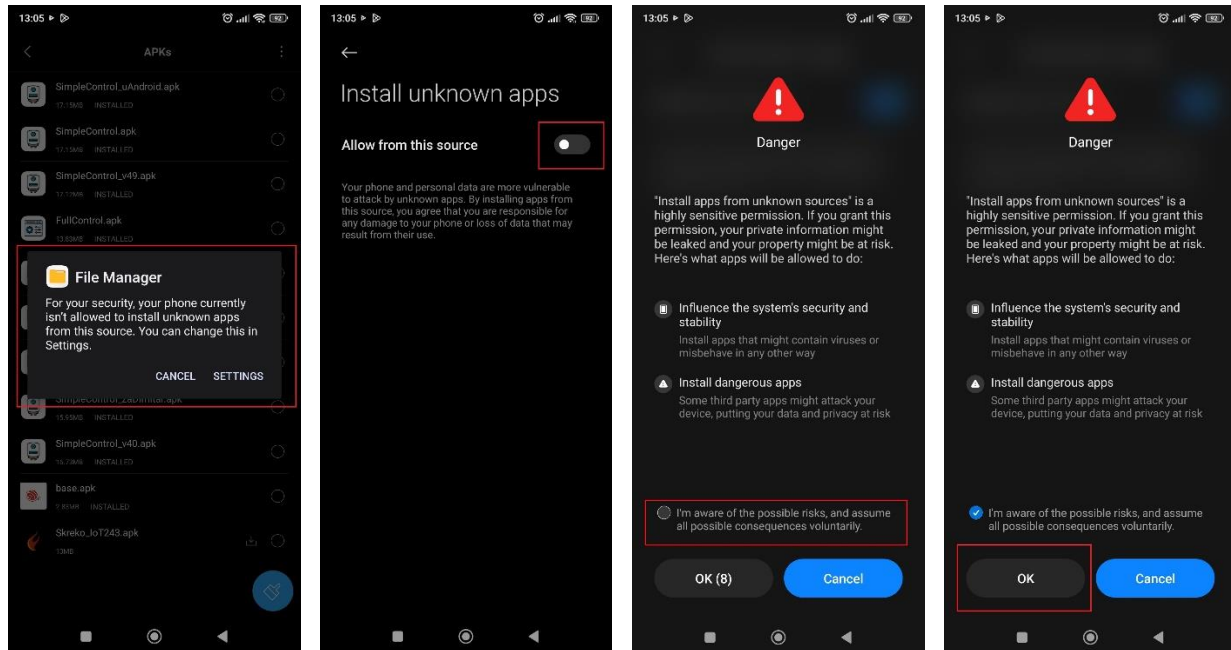 13:05
92
APKs
SimpleControl_uAndroid.apk
17.15MB INSTALLED
SimpleControl.apk
17.15MB INSTALLED
SimpleControl_v49.apk
INSTALLED
FullControl.apk
13.83MB INSTALLED
File Manager
For your security, your phone currently
isn't allowed to install unknown apps
from this source. You can change this in
Settings.
CANCEL SETTINGS
15.95MB INSTALLED
SimpleControl_v40.apk
INSTALLED
base.apk
INSTALLED
Skreko_IoT243.apk
13MB
13:05
92
Install unknown apps
Allow from this source
Your phone and personal data are more vulnerable
to attack by unknown apps. By installing apps from
this source, you agree that you are responsible for
any damage to your phone or loss of data that may
result from their use.
13:05
92
Danger
"Install apps from unknown sources" is a
highly sensitive permission. If you grant this
permission, your private information might
be leaked and your property might be at risk.
Here's what apps will be allowed to do:
Influence the system's security and
stability
Install apps that might contain viruses or
misbehave in any other way
Install dangerous apps
Some third party apps might attack your
device, putting your data and privacy at risk
I'm aware of the possible risks, and assume
all possible consequences voluntarily.
OK (8) Cancel
13:05
92
Danger
"Install apps from unknown sources" is a
highly sensitive permission. If you grant this
permission, your private information might
be leaked and your property might be at risk.
Here's what apps will be allowed to do:
Influence the system's security and
stability
Install apps that might contain viruses or
misbehave in any other way
Install dangerous apps
Some third party apps might attack your
device, putting your data and privacy at risk
I'm aware of the possible risks, and assume
all possible consequences voluntarily.
OK Cancel